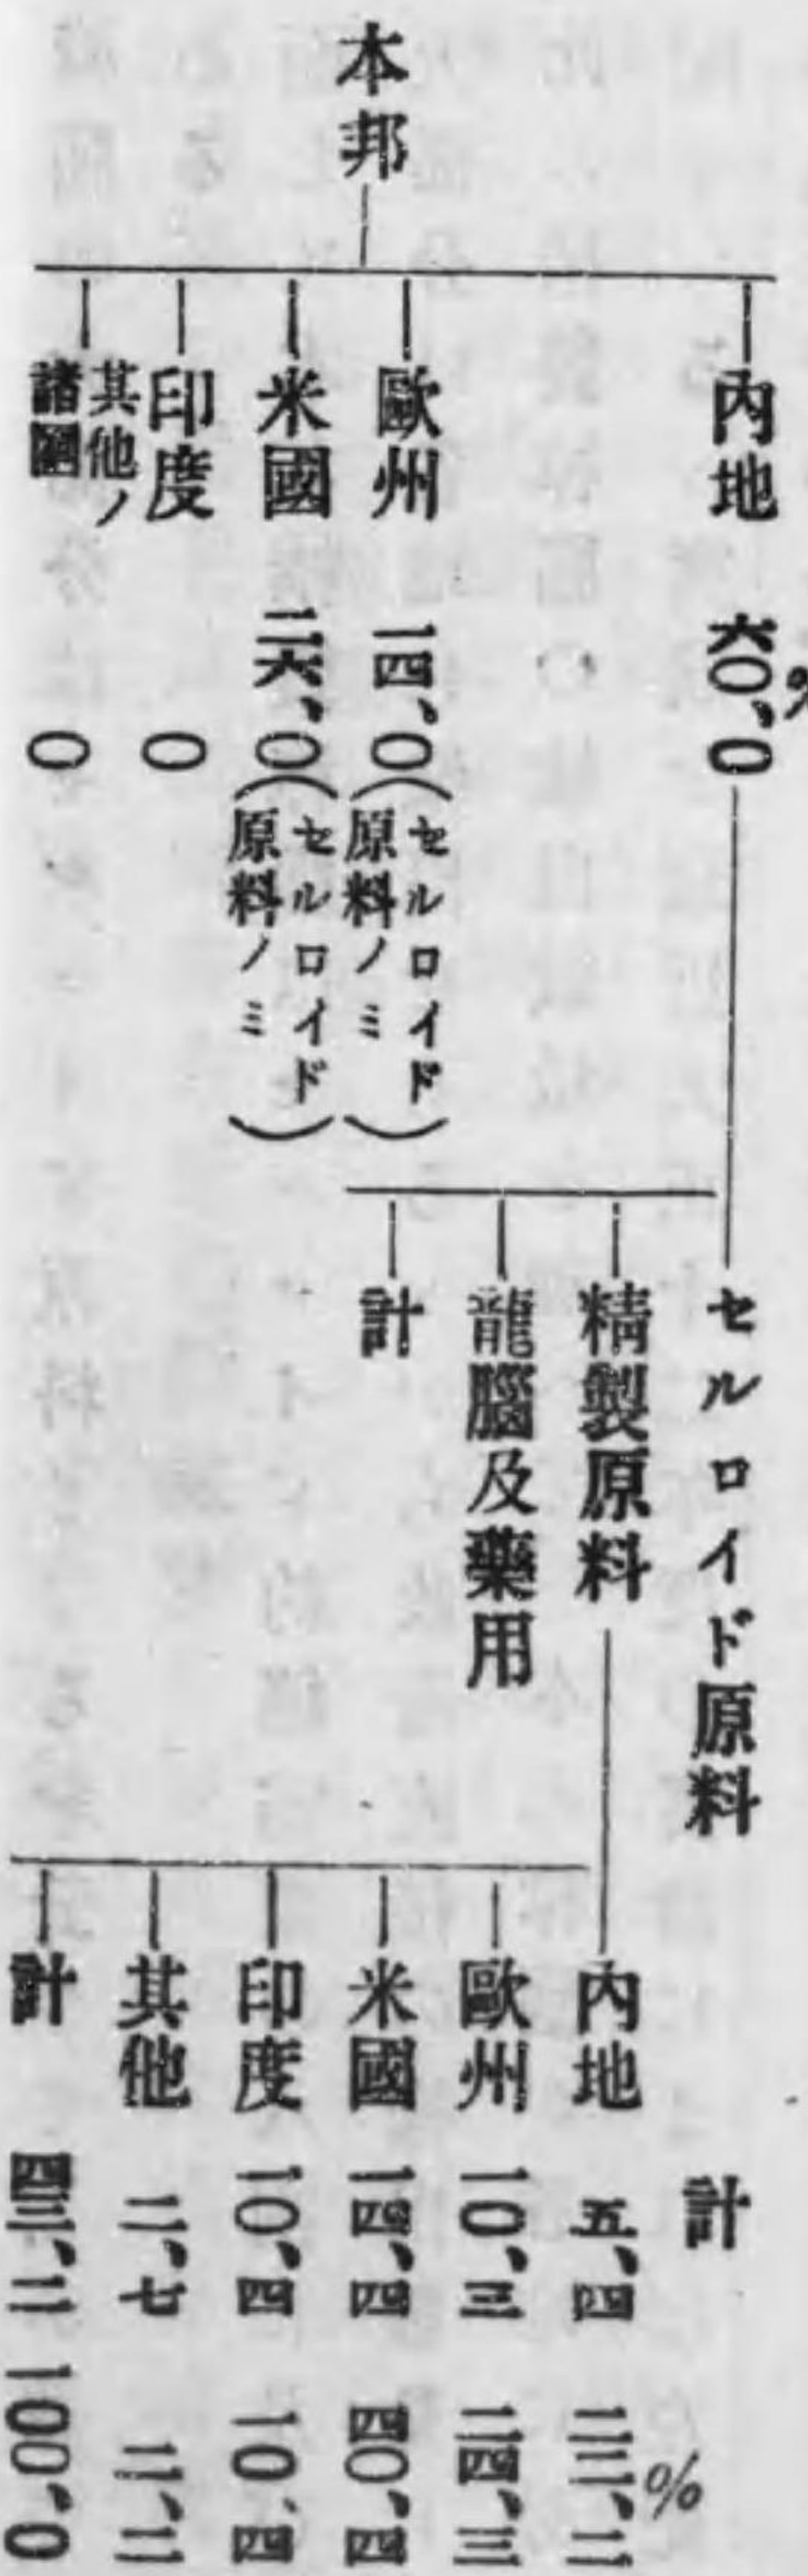 本邦
内地 六〇、〇 %
歐州 一四、〇(セルロイド
原料ノミ)
米國 二六、〇(セルロイド
原料ノミ)
印度 〇
其他ノ
諸國 〇
セルロイド原料 計
精製原料
龍腦及藥用
計
%
内地 五、四 二二、二
歐州 一〇、三 二四、三
米國 一四、四 四〇、四
印度 一〇、四 一〇、四
其他 二、七 二、二
計 四三、二 一〇〇、〇